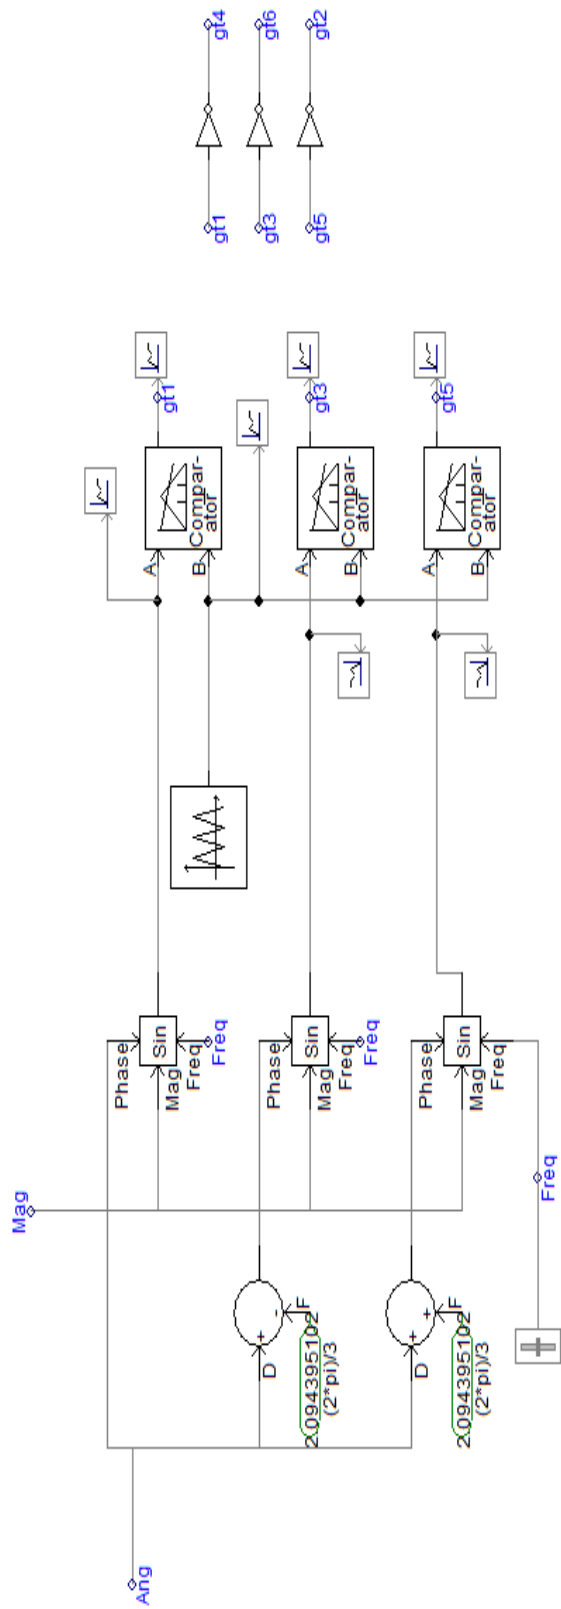 Ang
Mag
D
+
-
F
2.094395102
(2*pi)/3
D
+
+
F
2.094395102
(2*pi)/3
Phase
Sin
Mag
Freq
Freq
Phase
Sin
Mag
Freq
Freq
Phase
Sin
Mag
Freq
Freq
A
B
Compar-
ator
gt1
A
B
Compar-
ator
gt3
A
B
Compar-
ator
gt5
gt1
gt4
gt3
gt6
gt5
gt2